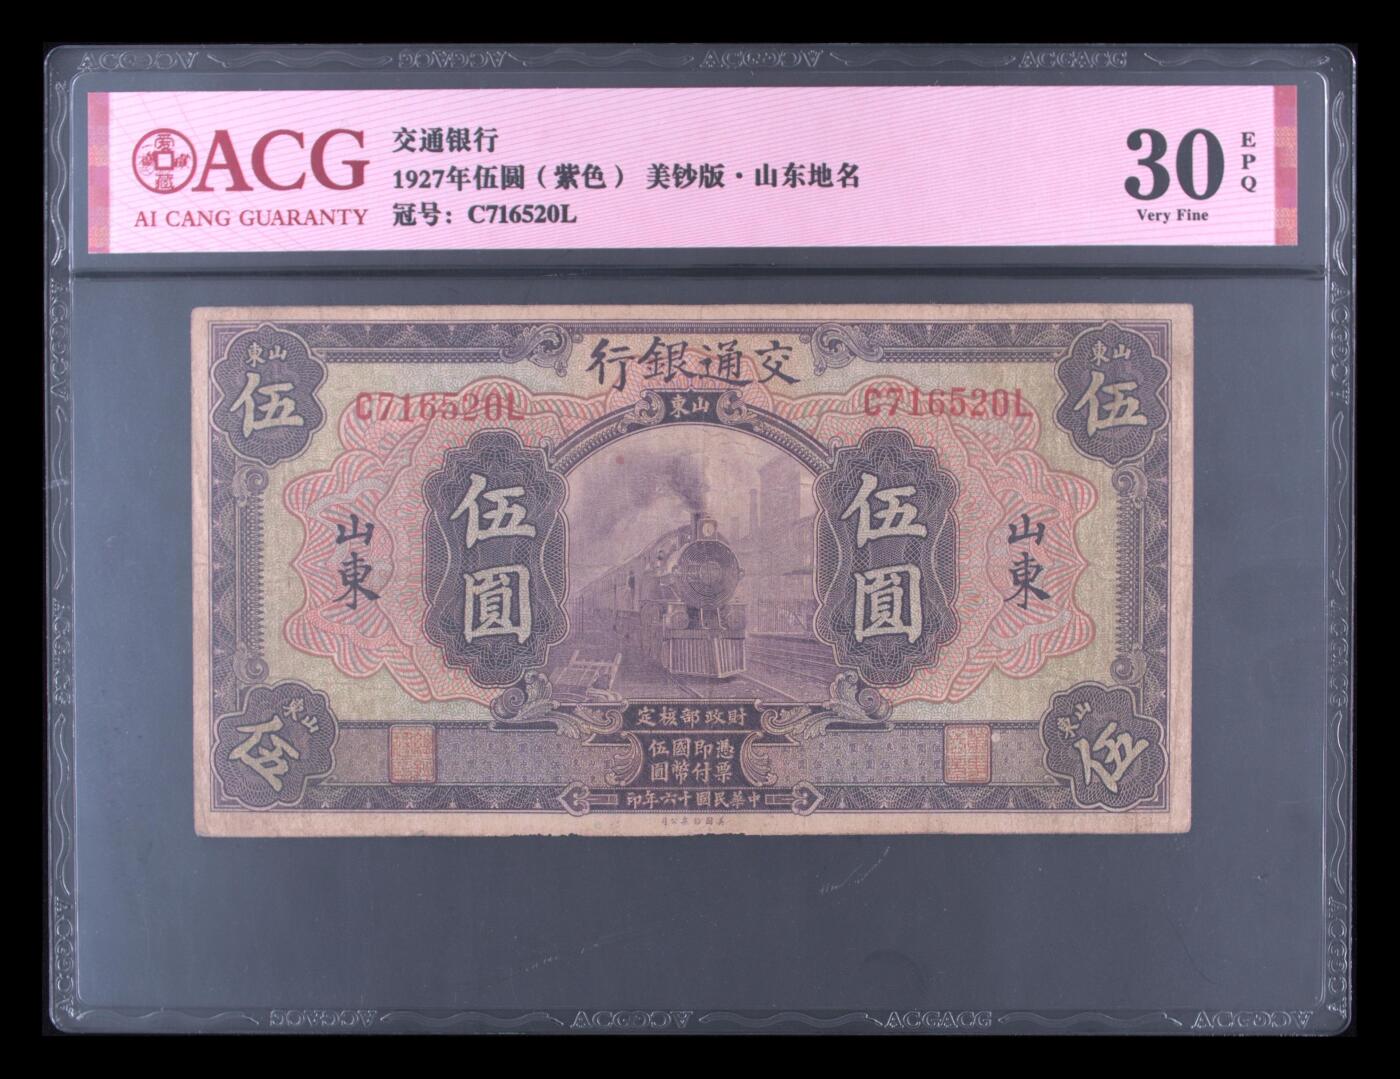 ACG
AI CANG GUARANTY
交通银行
1927年伍圆（紫色） 美钞版·山东地名
冠号：C716520L
30
EPQ
Very Fine
行銀通交
東山
東山
東山
伍
伍
C716520L
C716520L
伍圓
伍圓
山東
山東
定核部政財
憑票即付國幣伍圓
印年六十國民華中
東山
東山
伍
伍